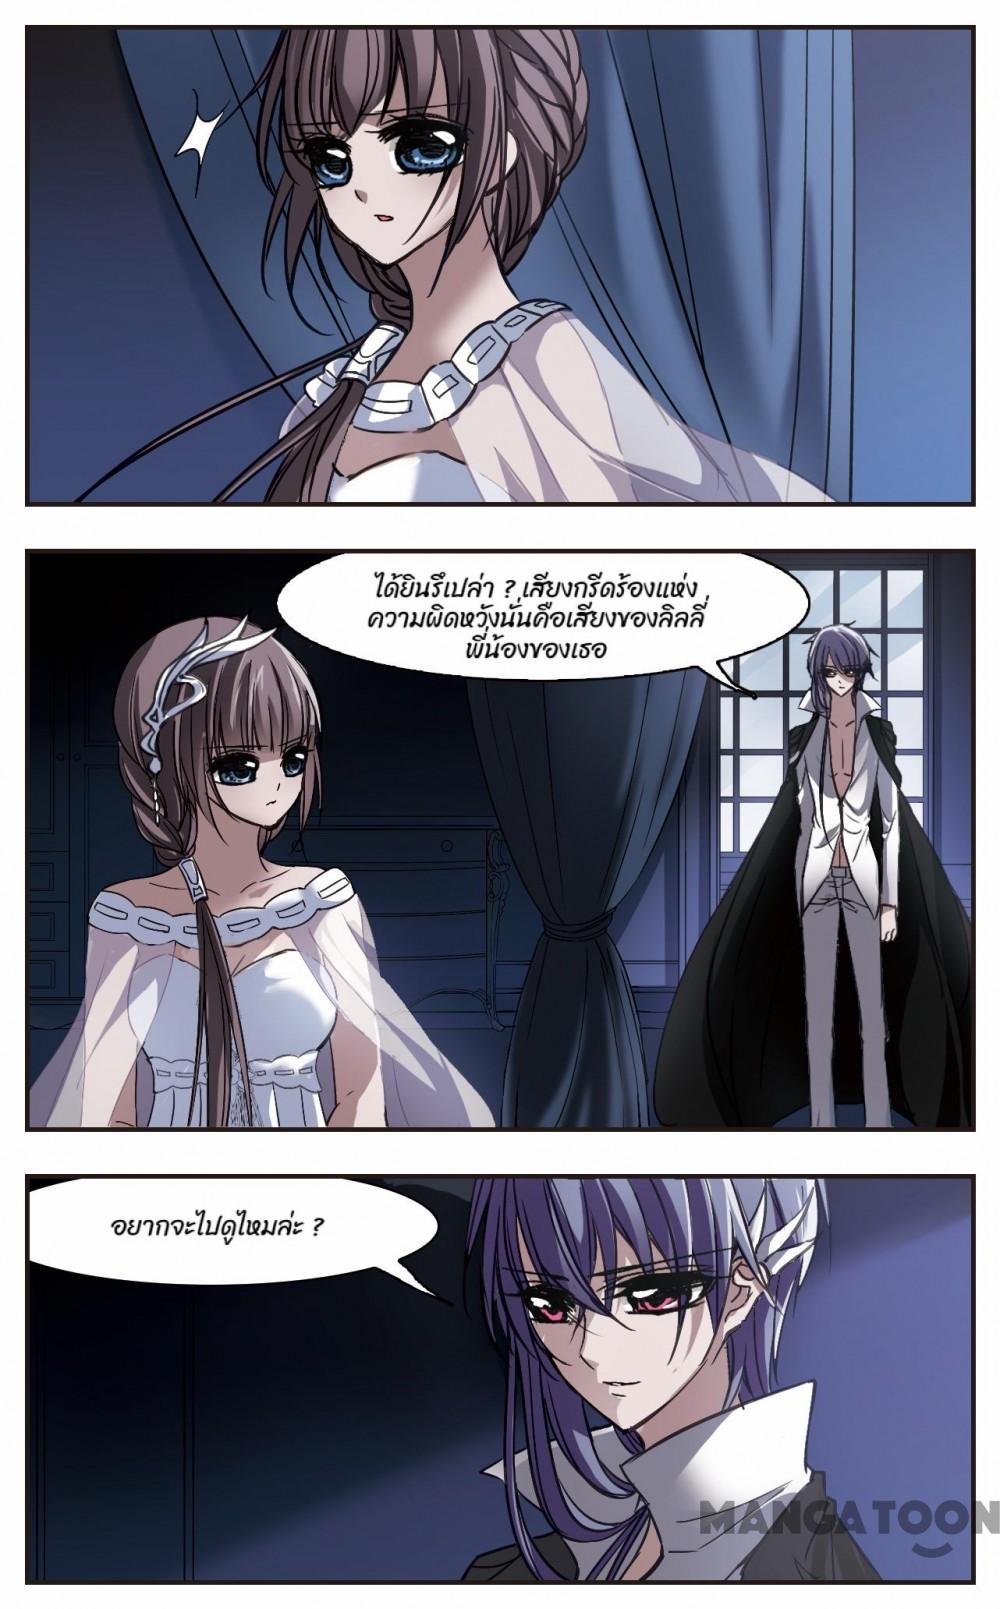 ได้ยินรึเปล่า ? เสียงกรีดร้องแห่ง
ความผิดหวังนั่นคือเสียงของลิลลี่
พี่น้องของเธอ
อยากจะไปดูไหมล่ะ ?
MANGATOON